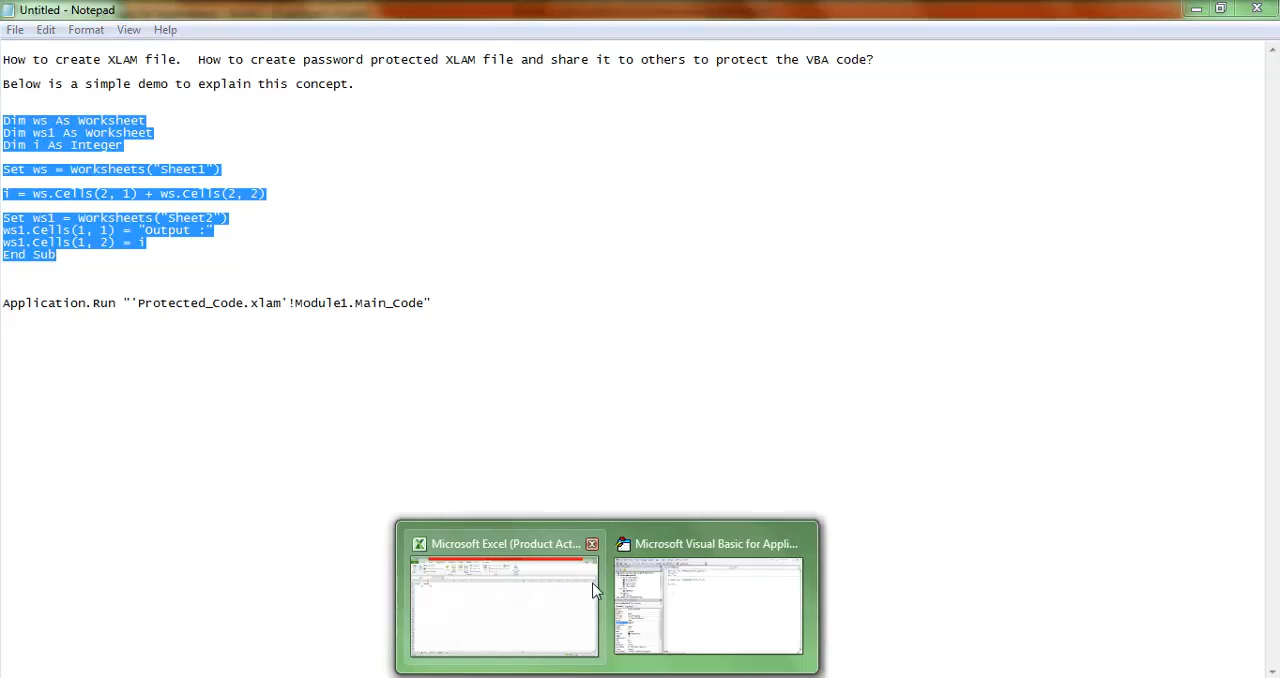 Untitled - Notepad
File Edit Format View Help
How to create XLAM file.  How to create password protected XLAM file and share it to others to protect the VBA code?
Below is a simple demo to explain this concept.
Dim ws As Worksheet
Dim ws1 As Worksheet
Dim i As Integer
Set ws = Worksheets("Sheet1")
i = ws.Cells(2, 1) + ws.Cells(2, 2)
Set ws1 = Worksheets("Sheet2")
ws1.Cells(1, 1) = "Output :"
ws1.Cells(1, 2) = i
End Sub
Application.Run "'Protected_Code.xlam'!Module1.Main_Code"
Microsoft Excel (Product Act... Microsoft Visual Basic for Appli...